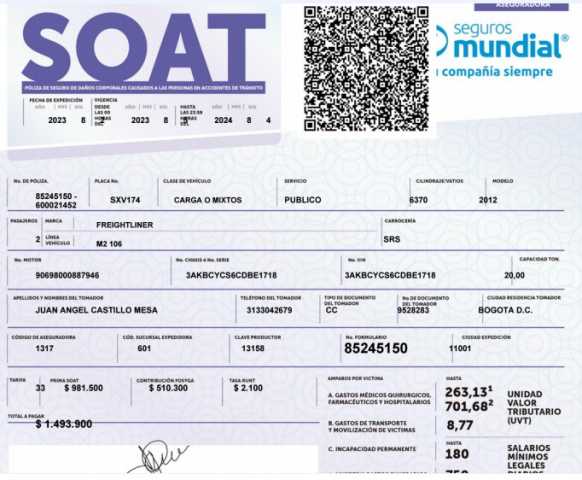 ASEGURADORA
SOAT
seguros
mundial®
compañía siempre
PÓLIZA DE SEGURO DE DAÑOS CORPORALES CAUSADOS A LAS PERSONAS EN ACCIDENTES DE TRÁNSITO
FECHA DE EXPEDICIÓN VIGENCIA
AÑO MES DÍA DESDE LAS 00 HORAS DEL AÑO MES DÍA HASTA LAS 23:59 HORAS DEL AÑO MES DÍA
2023 8 2023 8 2024 8 4
No. DE PÓLIZA. PLACA No. CLASE DE VEHÍCULO SERVICIO CILINDRAJE/VATIOS MODELO
85245150 - 600021452 SXV174 CARGA O MIXTOS PUBLICO 6370 2012
PASAJEROS MARCA CARROCERÍA
FREIGHTLINER
2 LÍNEA VEHÍCULO M2 106 SRS
No. MOTOR No. CHASIS ó No. SERIE No. VIN CAPACIDAD TON.
90698000887946 3AKBCYCS6CDBE1718 3AKBCYCS6CDBE1718 20,00
APELLIDOS Y NOMBRES DEL TOMADOR TELÉFONO DEL TOMADOR TIPO DE DOCUMENTO DEL TOMADOR No. DE DOCUMENTO DEL TOMADOR CIUDAD RESIDENCIA TOMADOR
JUAN ANGEL CASTILLO MESA 3133042679 CC 9528283 BOGOTA D.C.
CÓDIGO DE ASEGURADORA CÓD. SUCURSAL EXPEDIDORA CLAVE PRODUCTOR No. FORMULARIO CIUDAD EXPEDICIÓN
1317 601 13158 85245150 11001
TARIFA PRIMA SOAT CONTRIBUCIÓN FOSYGA TASA RUNT
33 $ 981.500 $ 510.300 $ 2.100
TOTAL A PAGAR
$ 1.493.900
AMPAROS POR VICTIMA HASTA
A. GASTOS MÉDICOS QUIRURGICOS, FARMACÉUTICOS Y HOSPITALARIOS
263,13¹
701,68²
B. GASTOS DE TRANSPORTE Y MOVILIZACIÓN DE VICTIMAS 8,77
UNIDAD VALOR TRIBUTARIO (UVT)
C. INCAPACIDAD PERMANENTE HASTA 180
SALARIOS MÍNIMOS LEGALES